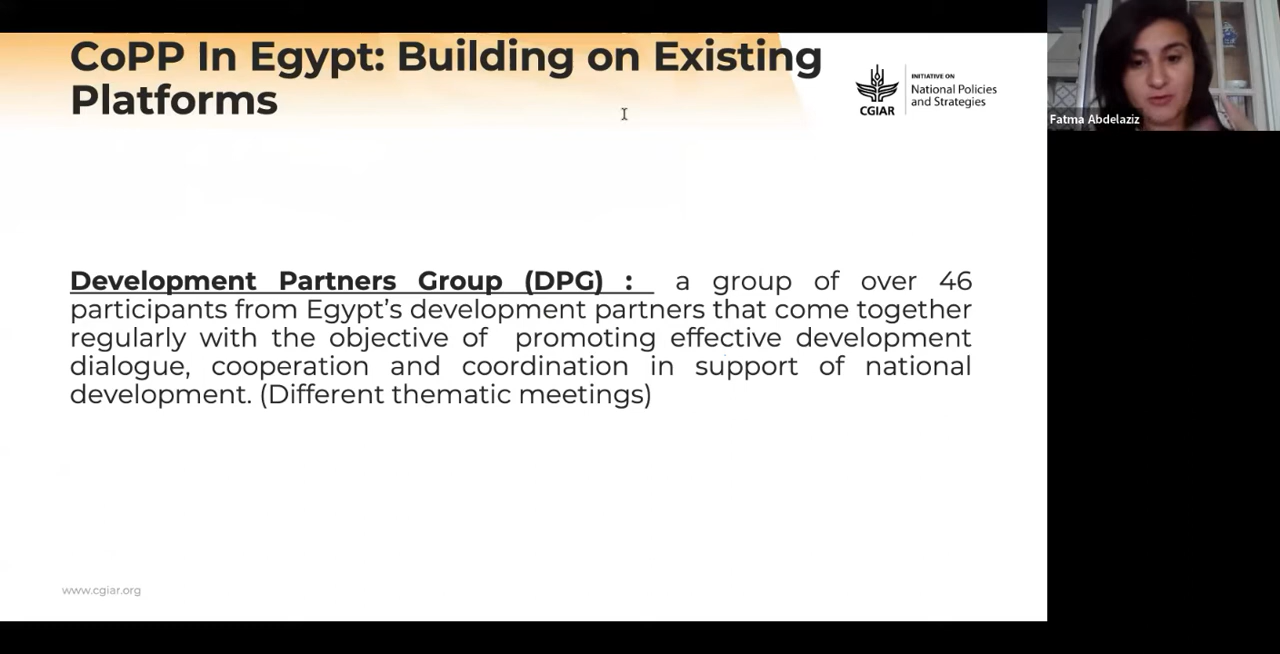 CoPP In Egypt: Building on Existing
Platforms
INITIATIVE ON
National Policies
and Strategies
CGIAR
Fatma Abdelaziz
Development Partners Group (DPG) : a group of over 46
participants from Egypt’s development partners that come together
regularly with the objective of promoting effective development
dialogue, cooperation and coordination in support of national
development. (Different thematic meetings)
www.cgiar.org